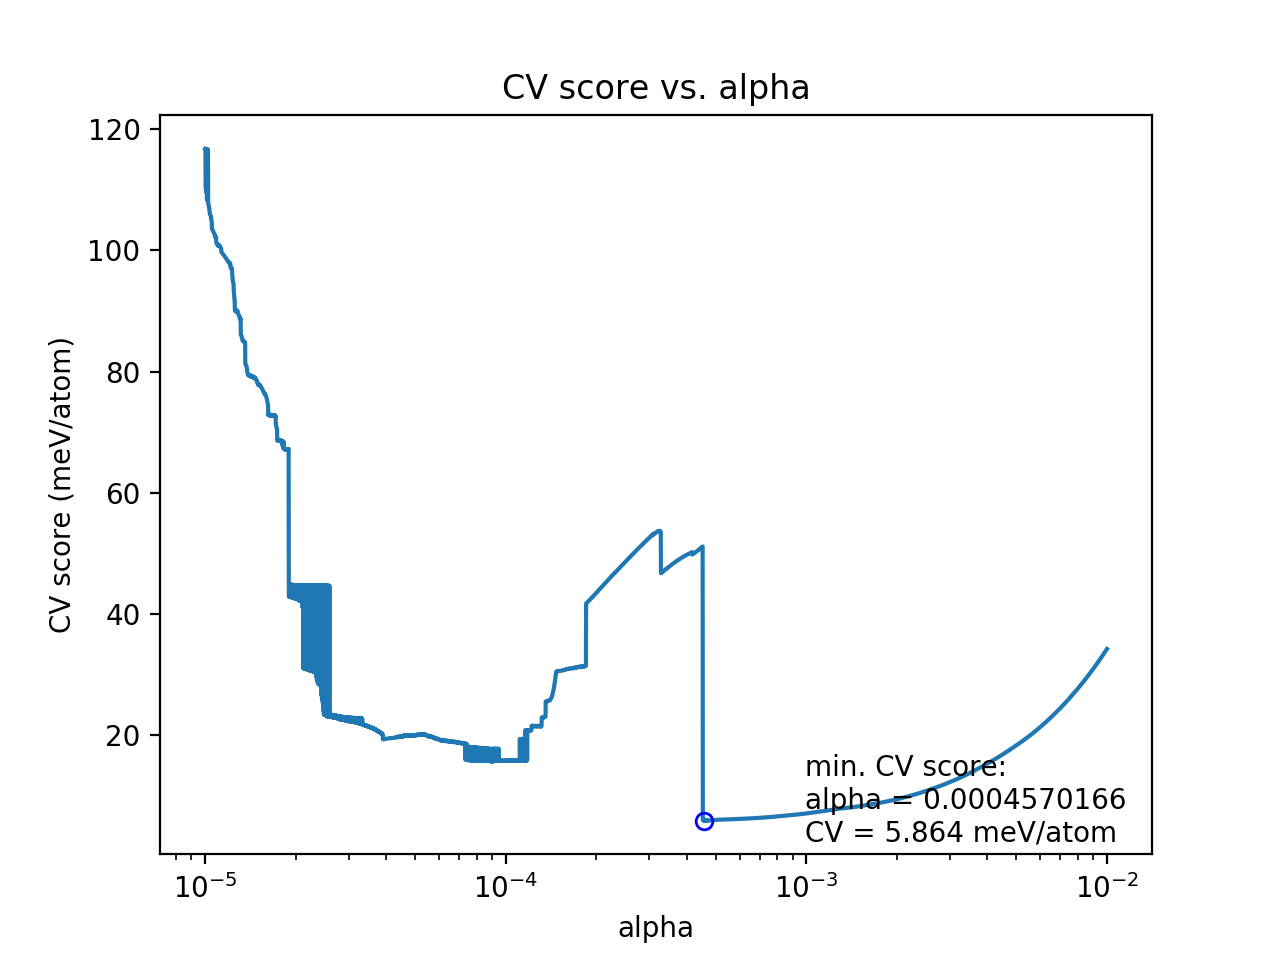 CV score vs. alpha
CV score (meV/atom)
120
100
80
60
40
20
min. CV score:
alpha = 0.0004570166
CV = 5.864 meV/atom
10⁻⁵ 10⁻⁴ 10⁻³ 10⁻²
alpha